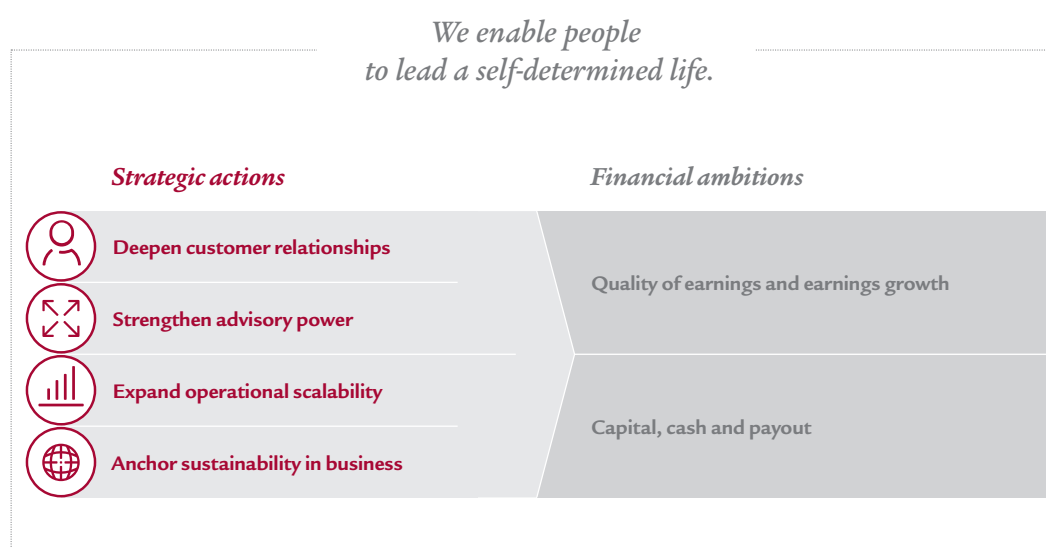 We enable people
to lead a self-determined life.
Strategic actions
Financial ambitions
Deepen customer relationships
Strengthen advisory power
Expand operational scalability
Anchor sustainability in business
Quality of earnings and earnings growth
Capital, cash and payout